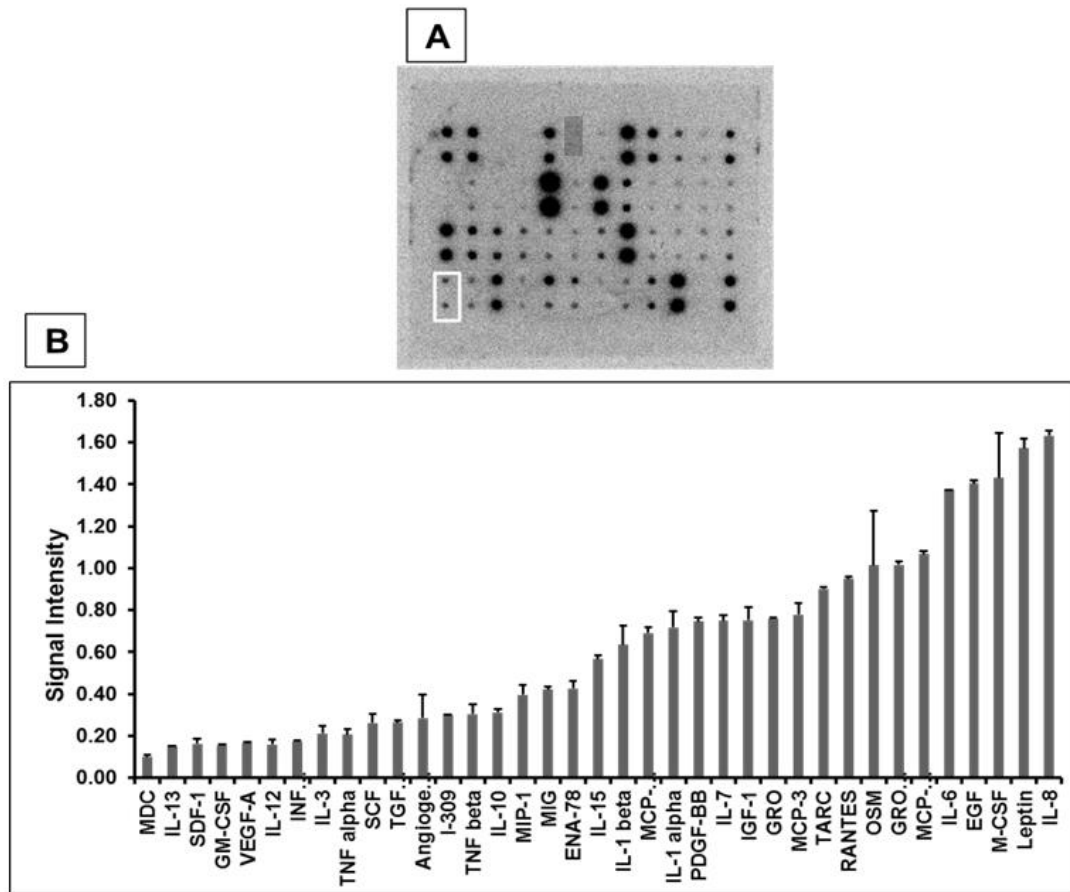 A
B
1.80
1.60
1.40
1.20
1.00
0.80
0.60
0.40
0.20
0.00
Signal Intensity
MDC
IL-13
SDF-1
GM-CSF
VEGF-A
IL-12
INF...
IL-3
TNF alpha
SCF
TGF...
Angioge...
I-309
TNF beta
IL-10
MIP-1
MIG
ENA-78
IL-15
IL-1 beta
MCP...
IL-1 alpha
PDGF-BB
IL-7
IGF-1
GRO
MCP-3
TARC
RANTES
OSM
GRO...
MCP-...
IL-6
EGF
M-CSF
Leptin
IL-8